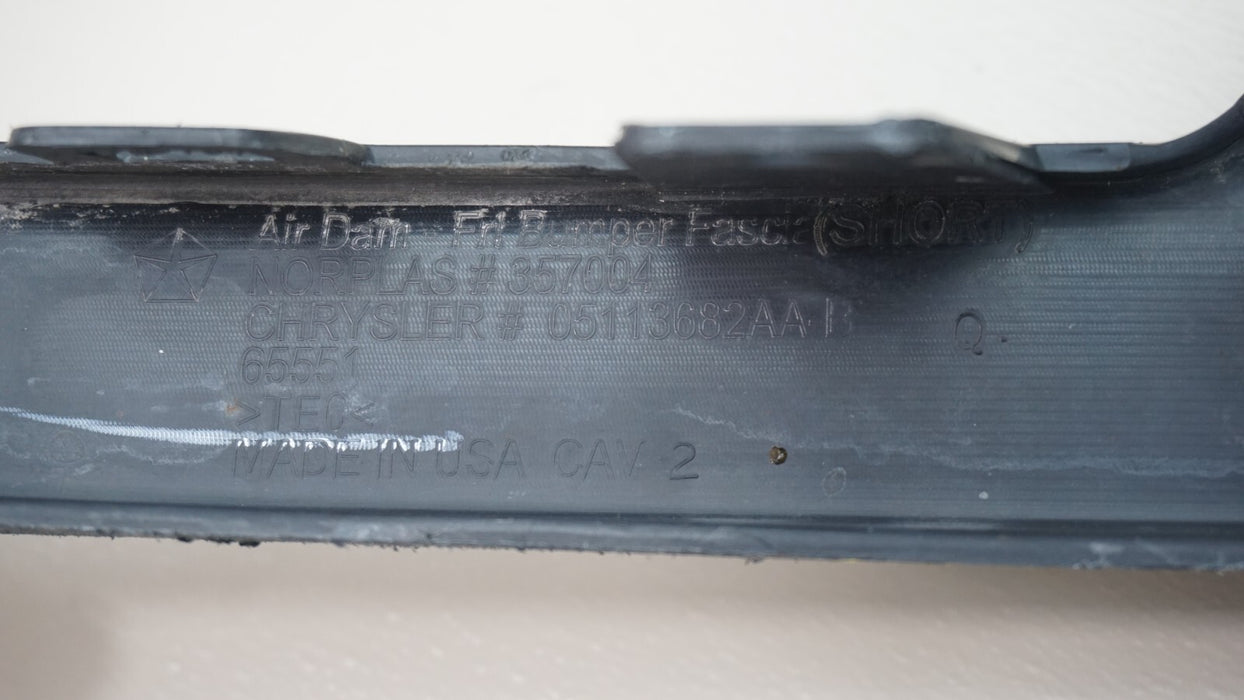 Air Dam - Frt Bumper Fascia (SHORT)
NORPLAS # 357004
CHRYSLER # 05113682AA-B
65551
>TEO<
MADE IN USA CAV 2